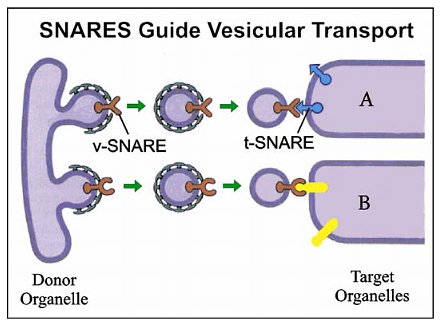 SNARES Guide Vesicular Transport
A
v-SNARE
t-SNARE
B
Donor
Organelle
Target
Organelles